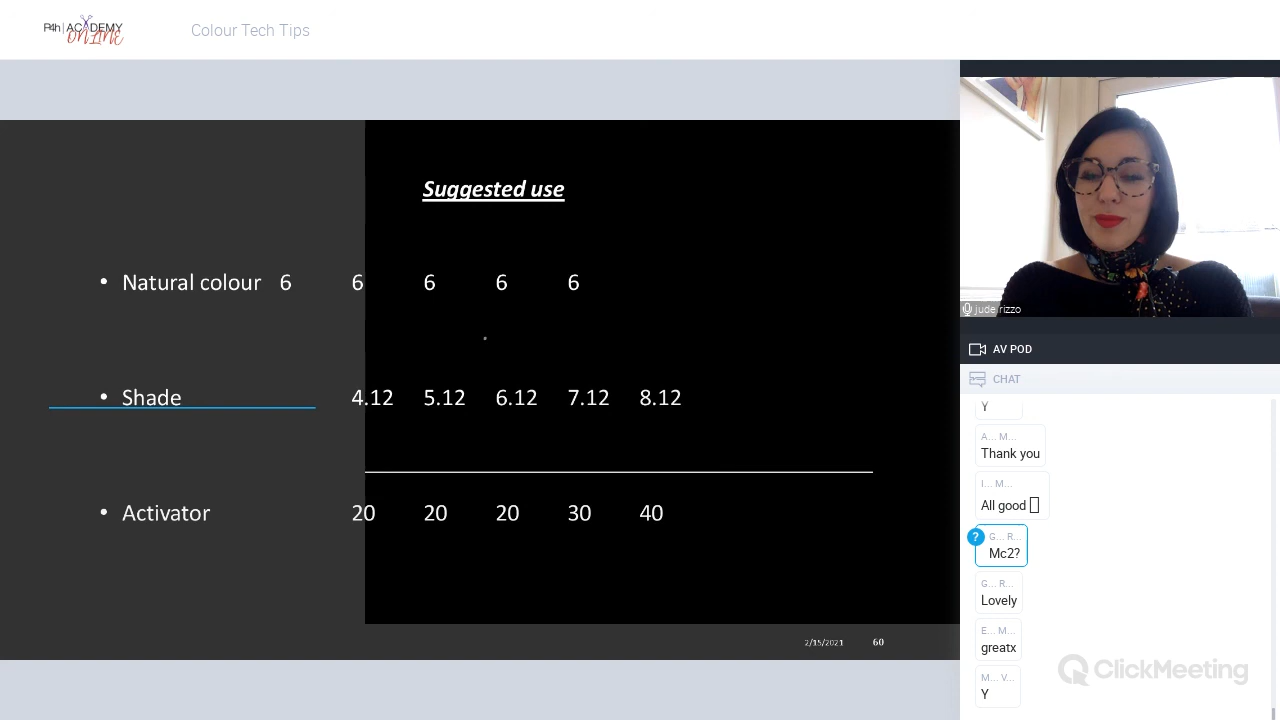 P4h | ACADEMY
ONLINE
Colour Tech Tips
Suggested use
• Natural colour 6 6 6 6 6
• Shade 4.12 5.12 6.12 7.12 8.12
• Activator 20 20 20 30 40
2/15/2021 60
jude rizzo
AV POD
CHAT
Y
A... M...
Thank you
I... M...
All good
?
G... R...
Mc2?
G... R...
Lovely
E... M...
greatx
M... V...
Y
ClickMeeting